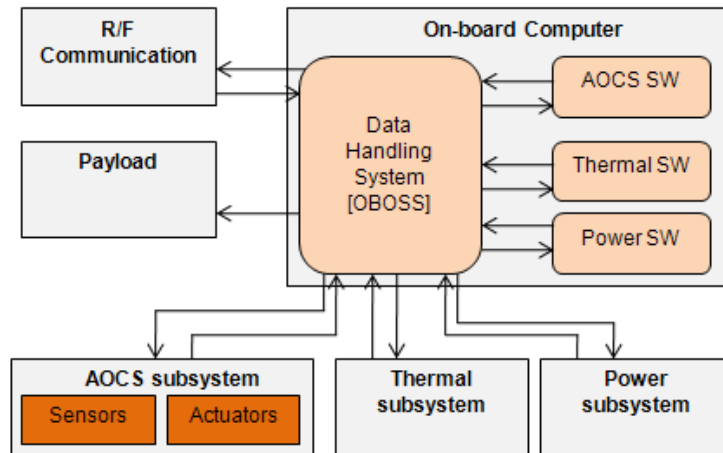 R/F
Communication
On-board Computer
AOCS SW
Data
Handling
System
[OBOSS]
Payload
Thermal SW
Power SW
AOCS subsystem
Sensors
Actuators
Thermal
subsystem
Power
subsystem